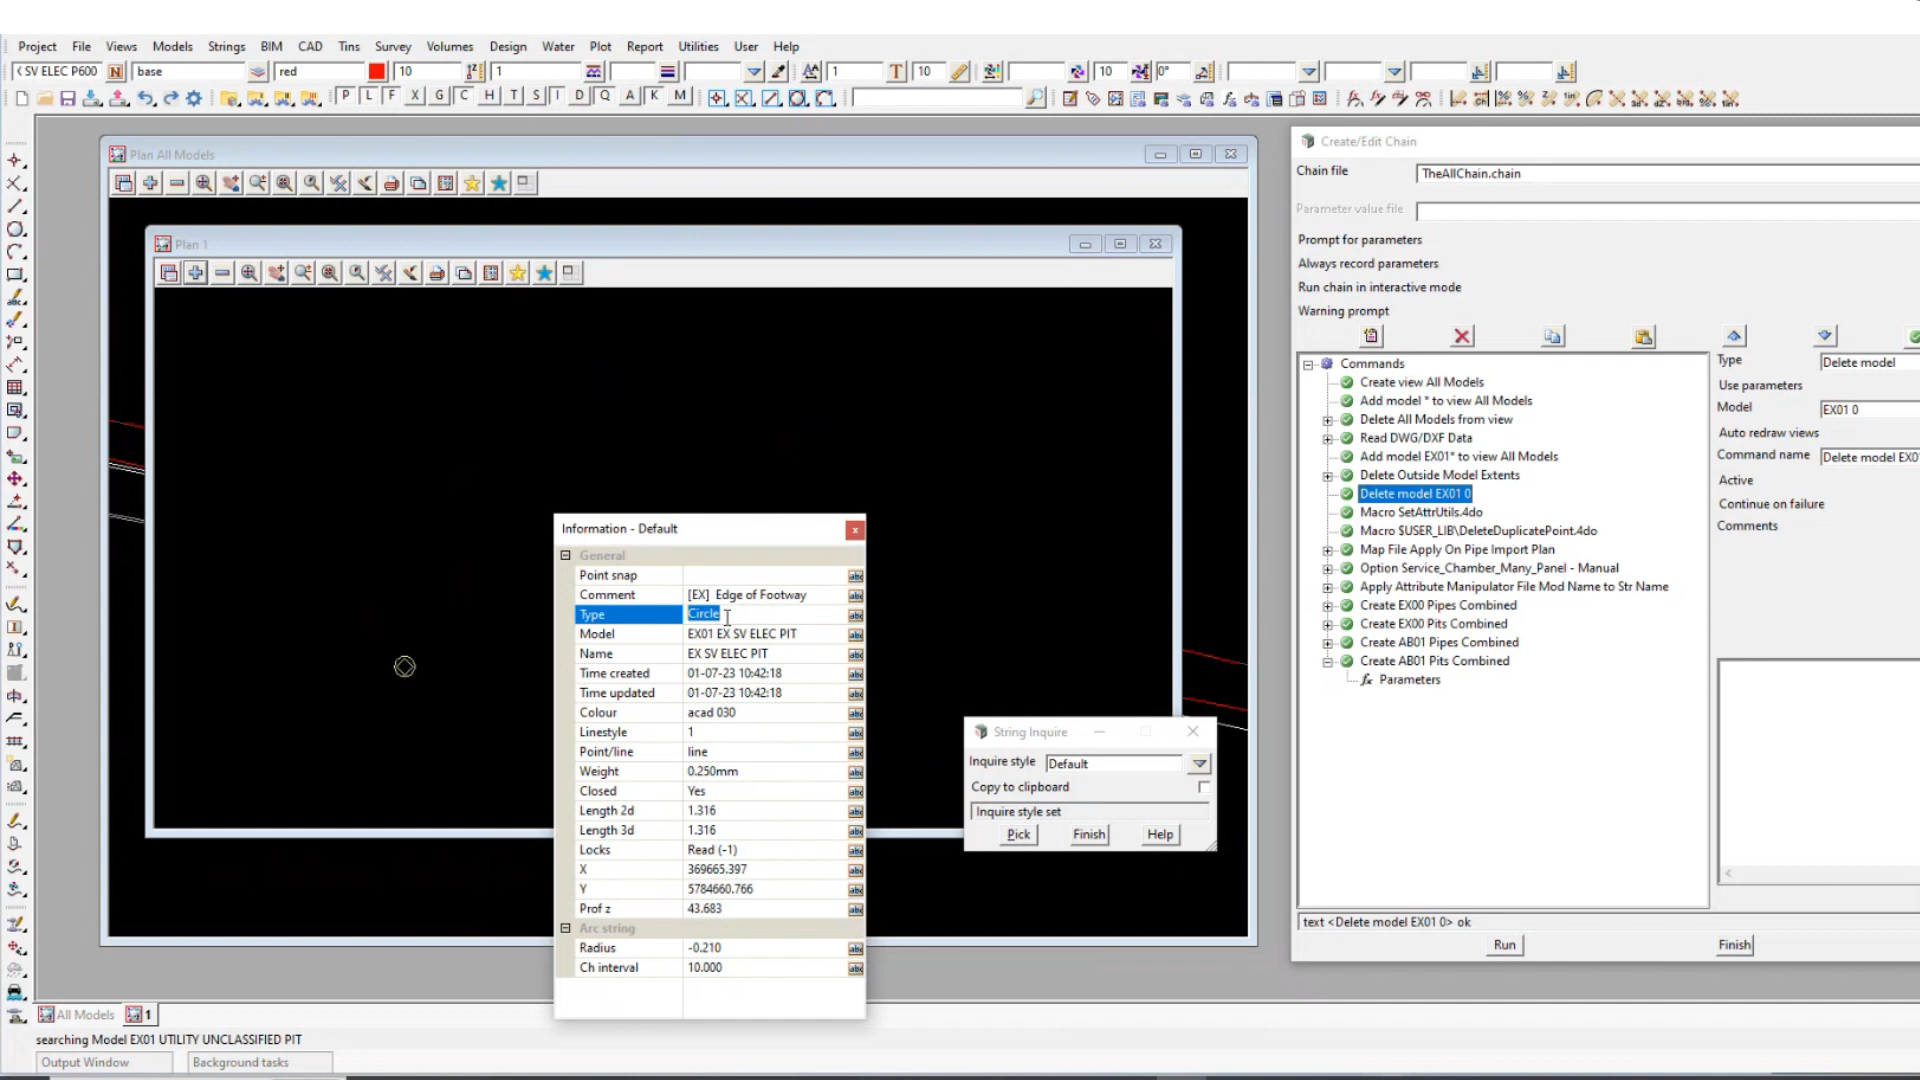 Project File Views Models Strings BIM CAD Tins Survey Volumes Design Water Plot Report Utilities User Help
SV ELEC P600 base red 10 1 1 T 10 10 0°
P L F X G C H T S I D Q A K M
Plan All Models
Plan 1
Information - Default
General
Point snap
Comment [EX] Edge of Footway
Type Circle
Model EX01 EX SV ELEC PIT
Name EX SV ELEC PIT
Time created 01-07-23 10:42:18
Time updated 01-07-23 10:42:18
Colour acad 030
Linestyle 1
Point/line line
Weight 0.250mm
Closed Yes
Length 2d 1.316
Length 3d 1.316
Locks Read (-1)
X 369665.397
Y 5784660.766
Prof z 43.683
Arc string
Radius -0.210
Ch interval 10.000
String Inquire
Inquire style Default
Copy to clipboard
Inquire style set
Pick Finish Help
Create/Edit Chain
Chain file TheAllChain.chain
Parameter value file
Prompt for parameters
Always record parameters
Run chain in interactive mode
Warning prompt
Commands
Create view All Models
Add model * to view All Models
Delete All Models from view
Read DWG/DXF Data
Add model EX01* to view All Models
Delete Outside Model Extents
Delete model EX01 0
Macro SetAttrUtils.4do
Macro $USER_LIB\DeleteDuplicatePoint.4do
Map File Apply On Pipe Import Plan
Option Service_Chamber_Many_Panel - Manual
Apply Attribute Manipulator File Mod Name to Str Name
Create EX00 Pipes Combined
Create EX00 Pits Combined
Create AB01 Pipes Combined
Create AB01 Pits Combined
Parameters
Type Delete model
Use parameters
Model EX01 0
Auto redraw views
Command name Delete model EX0
Active
Continue on failure
Comments
text <Delete model EX01 0> ok
Run Finish
All Models 1
searching Model EX01 UTILITY UNCLASSIFIED PIT
Output Window Background tasks